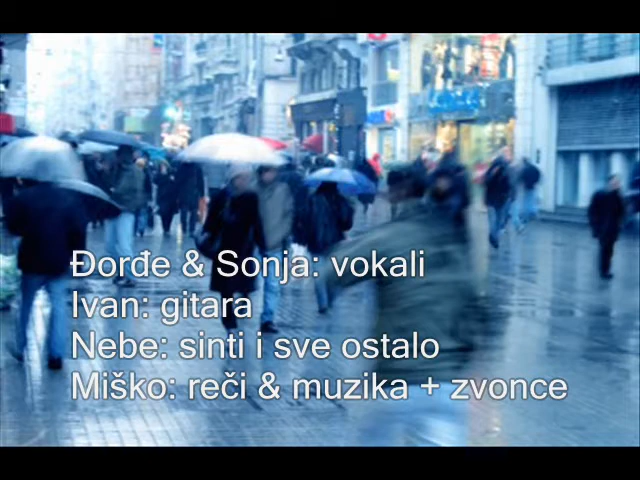 Đorđe & Sonja: vokali
Ivan: gitara
Nebe: sinti i sve ostalo
Miško: reči & muzika + zvonce